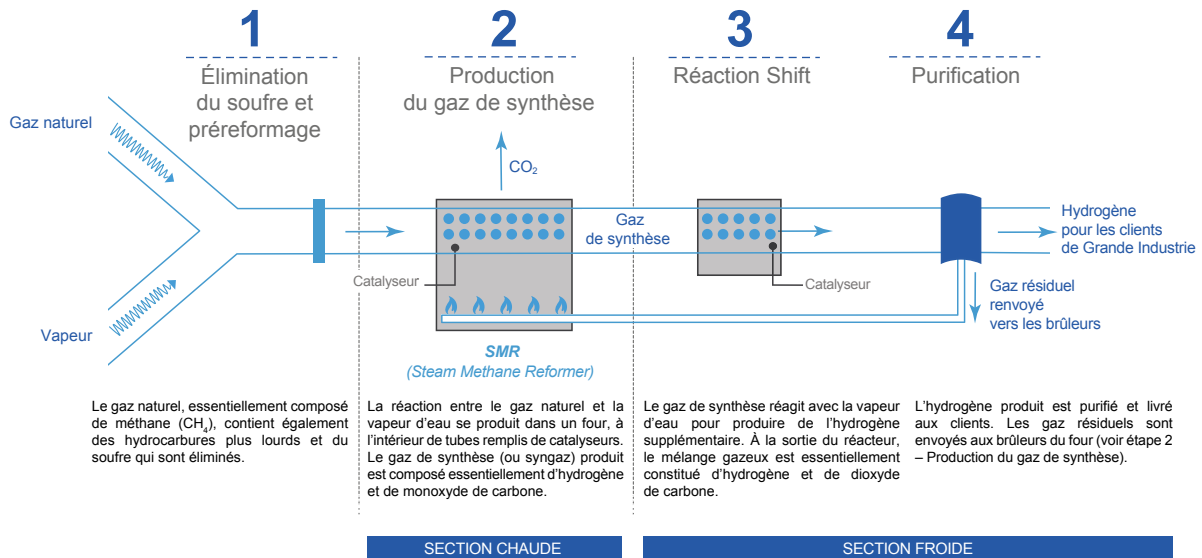 1
Élimination
du soufre et
préreformage
2
Production
du gaz de synthèse
3
Réaction Shift
4
Purification
Gaz naturel
Vapeur
CO₂
Catalyseur
Gaz
de synthèse
Catalyseur
Hydrogène
pour les clients
de Grande Industrie
Gaz résiduel
renvoyé
vers les brûleurs
SMR
(Steam Methane Reformer)
Le gaz naturel, essentiellement composé
de méthane (CH₄), contient également
des hydrocarbures plus lourds et du
soufre qui sont éliminés.
La réaction entre le gaz naturel et la
vapeur d'eau se produit dans un four, à
l'intérieur de tubes remplis de catalyseurs.
Le gaz de synthèse (ou syngaz) produit
est composé essentiellement d'hydrogène
et de monoxyde de carbone.
Le gaz de synthèse réagit avec la vapeur
d'eau pour produire de l'hydrogène
supplémentaire. À la sortie du réacteur,
le mélange gazeux est essentiellement
constitué d'hydrogène et de dioxyde
de carbone.
L'hydrogène produit est purifié et livré
aux clients. Les gaz résiduels sont
envoyés aux brûleurs du four (voir étape 2
– Production du gaz de synthèse).
SECTION CHAUDE
SECTION FROIDE